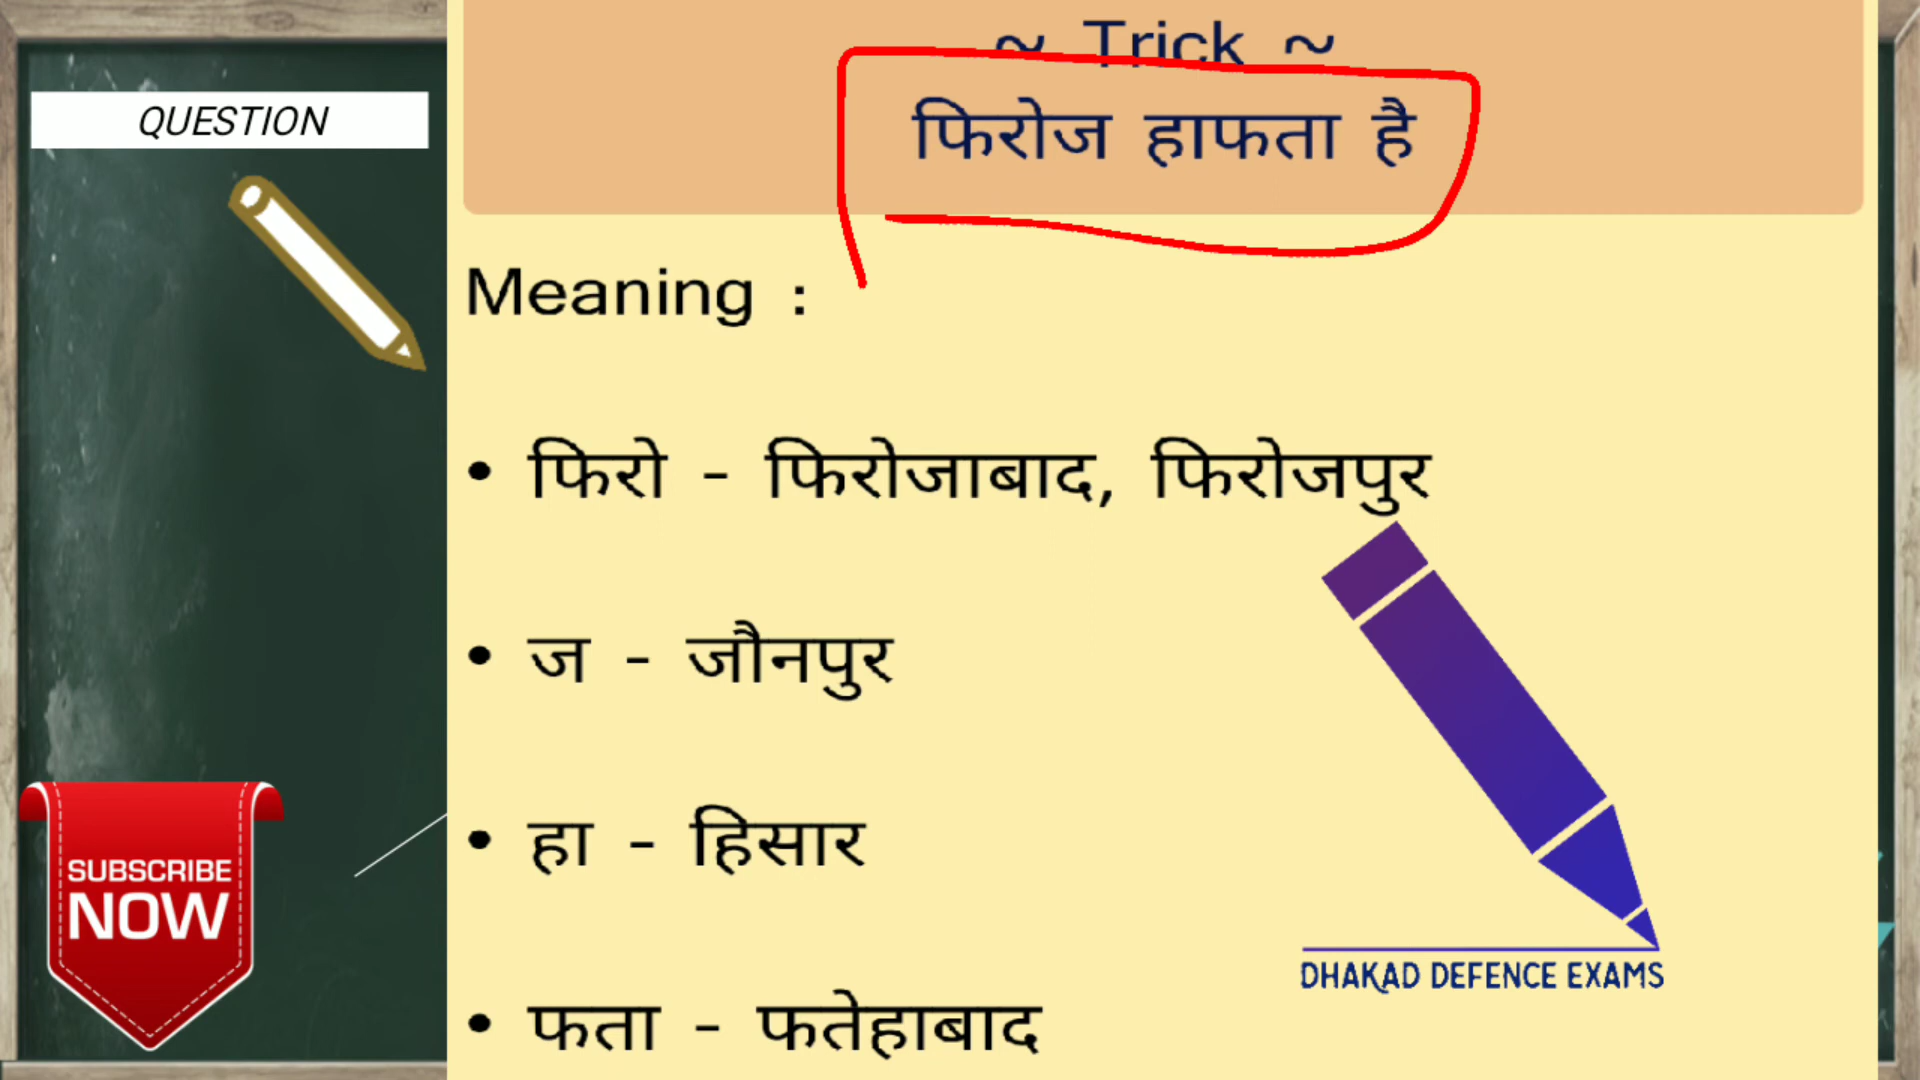 ~ Trick ~
QUESTION
फिरोज हाफता है
Meaning :
• फिरो - फिरोजाबाद, फिरोजपुर
• ज - जौनपुर
• हा - हिसार
SUBSCRIBE
NOW
DHAKAD DEFENCE EXAMS
• फता - फतेहाबाद